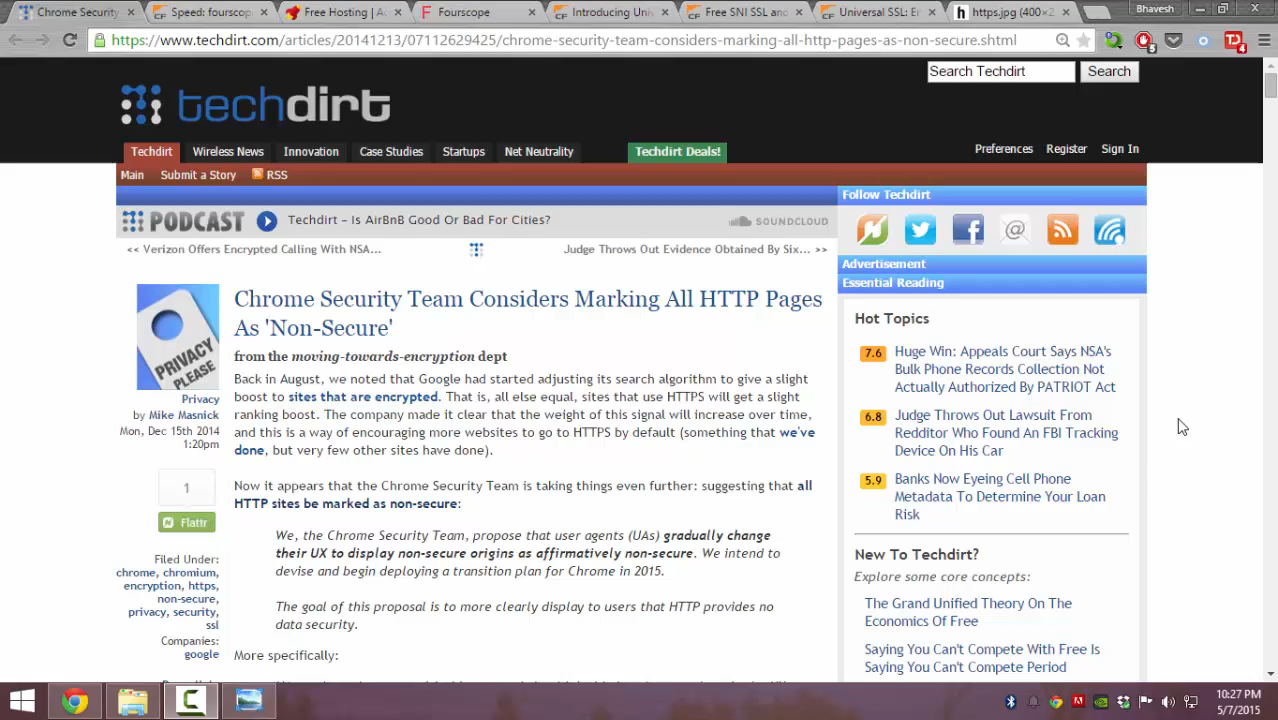 Chrome Security
Speed: fourscop
Free Hosting | Ac
Fourscope
Introducing Uni
Free SNI SSL and
Universal SSL: E
https.jpg (400×2
Bhavesh
https://www.techdirt.com/articles/20141213/07112629425/chrome-security-team-considers-marking-all-http-pages-as-non-secure.shtml
5
4
Search Techdirt
Search
techdirt
Techdirt
Wireless News
Innovation
Case Studies
Startups
Net Neutrality
Techdirt Deals!
Preferences
Register
Sign In
Main
Submit a Story
RSS
PODCAST
Techdirt – Is AirBnB Good Or Bad For Cities?
SOUNDCLOUD
<< Verizon Offers Encrypted Calling With NSA...
Judge Throws Out Evidence Obtained By Six... >>
PRIVACY
PLEASE
Privacy
by Mike Masnick
Mon, Dec 15th 2014
1:20pm
1
Flattr
Filed Under:
chrome, chromium,
encryption, https,
non-secure,
privacy, security,
ssl
Companies:
google
Chrome Security Team Considers Marking All HTTP Pages
As 'Non-Secure'
from the moving-towards-encryption dept
Back in August, we noted that Google had started adjusting its search algorithm to give a slight
boost to sites that are encrypted. That is, all else equal, sites that use HTTPS will get a slight
ranking boost. The company made it clear that the weight of this signal will increase over time,
and this is a way of encouraging more websites to go to HTTPS by default (something that we've
done, but very few other sites have done).
Now it appears that the Chrome Security Team is taking things even further: suggesting that all
HTTP sites be marked as non-secure:
We, the Chrome Security Team, propose that user agents (UAs) gradually change
their UX to display non-secure origins as affirmatively non-secure. We intend to
devise and begin deploying a transition plan for Chrome in 2015.
The goal of this proposal is to more clearly display to users that HTTP provides no
data security.
More specifically:
Follow Techdirt
Advertisement
Essential Reading
Hot Topics
7.6
Huge Win: Appeals Court Says NSA's
Bulk Phone Records Collection Not
Actually Authorized By PATRIOT Act
6.8
Judge Throws Out Lawsuit From
Redditor Who Found An FBI Tracking
Device On His Car
5.9
Banks Now Eyeing Cell Phone
Metadata To Determine Your Loan
Risk
New To Techdirt?
Explore some core concepts:
The Grand Unified Theory On The
Economics Of Free
Saying You Can't Compete With Free Is
Saying You Can't Compete Period
10:27 PM
5/7/2015